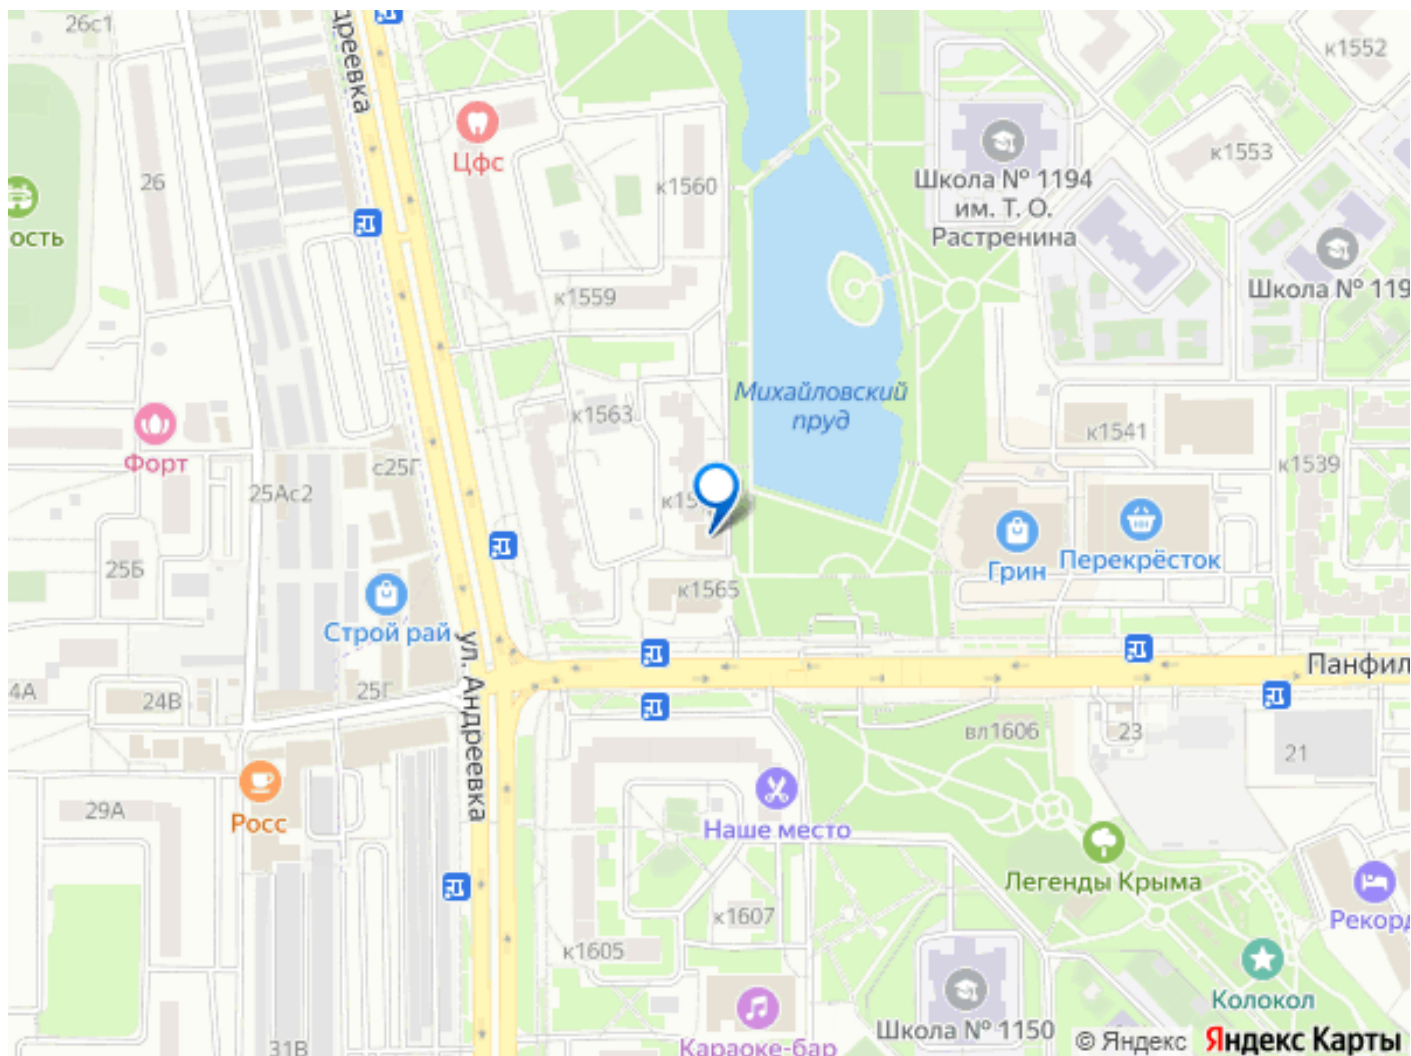 26с1
дреевка
Цфс
26
к1560
ость
к1559
к1552
к1553
Школа № 1194
им. Т. О.
Растренина
Школа № 119
Михайловский
пруд
к1563
Форт
с25Г
25Ас2
к1541
к1539
25Б
Строй рай
к1565
Грин
Перекрёсток
4А
24В
25Г
ул. Андреевка
Панфил
вл1606
23
21
29А
Росс
Наше место
Легенды Крыма
Рекорд
к1607
к1605
Колокол
Школа № 1150
31В
Караоке-бар
© Яндекс Яндекс Карты